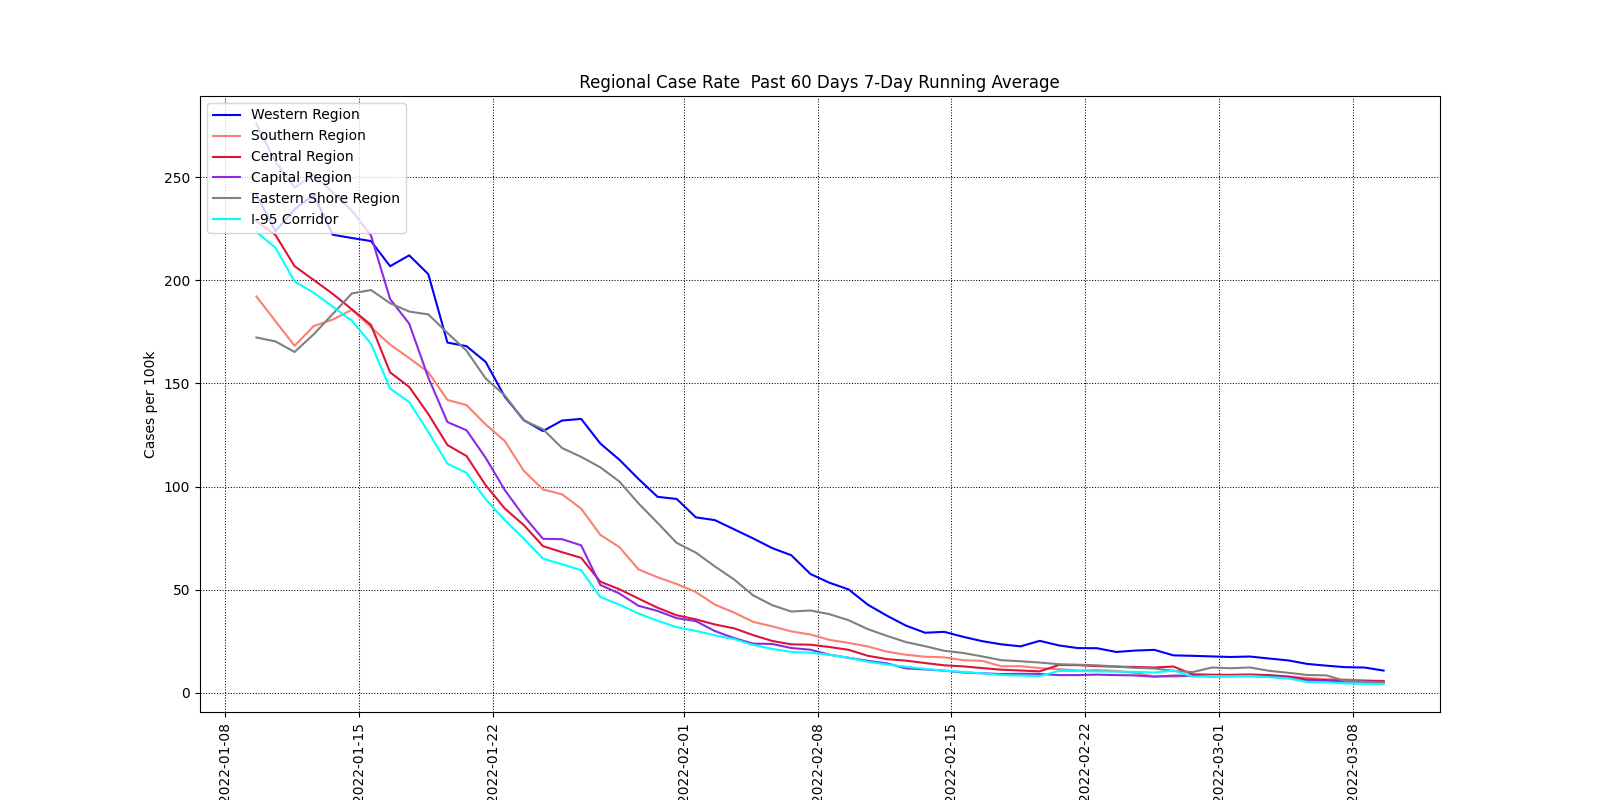 Regional Case Rate  Past 60 Days 7-Day Running Average
Western Region
Southern Region
Central Region
Capital Region
Eastern Shore Region
I-95 Corridor
Cases per 100k
250
200
150
100
50
0
2022-01-08
2022-01-15
2022-01-22
2022-02-01
2022-02-08
2022-02-15
2022-02-22
2022-03-01
2022-03-08